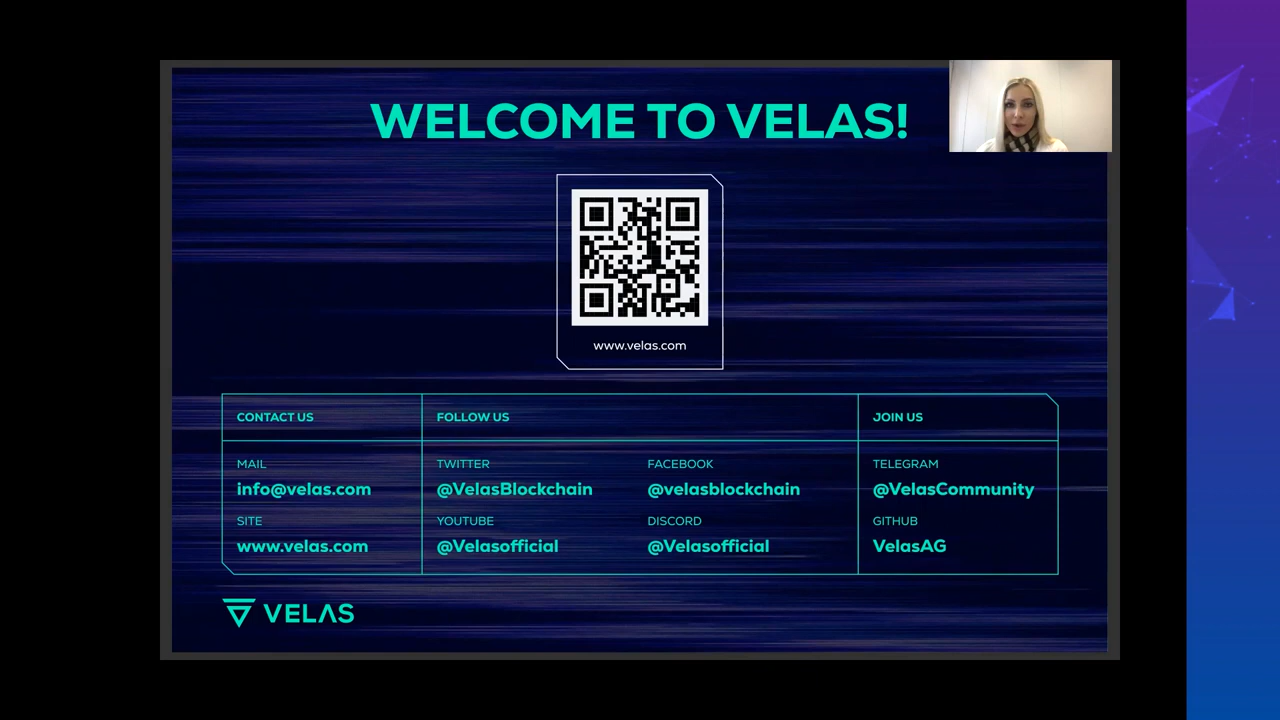 WELCOME TO VELAS!
www.velas.com
CONTACT US
FOLLOW US
JOIN US
MAIL
TWITTER
FACEBOOK
TELEGRAM
info@velas.com
@VelasBlockchain
@velasblockchain
@VelasCommunity
SITE
YOUTUBE
DISCORD
GITHUB
www.velas.com
@Velasofficial
@Velasofficial
VelasAG
VELAS